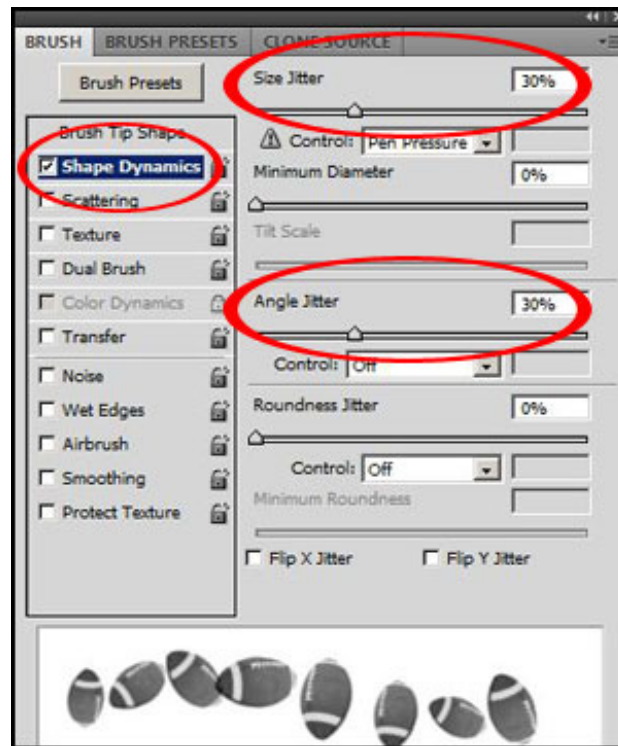 BRUSH BRUSH PRESETS CLONE SOURCE
Brush Presets
Brush Tip Shape
Shape Dynamics
Scattering
Texture
Dual Brush
Color Dynamics
Transfer
Noise
Wet Edges
Airbrush
Smoothing
Protect Texture
Size Jitter 30%
Control: Pen Pressure
Minimum Diameter 0%
Tilt Scale
Angle Jitter 30%
Control: Off
Roundness Jitter 0%
Control: Off
Minimum Roundness
Flip X Jitter Flip Y Jitter